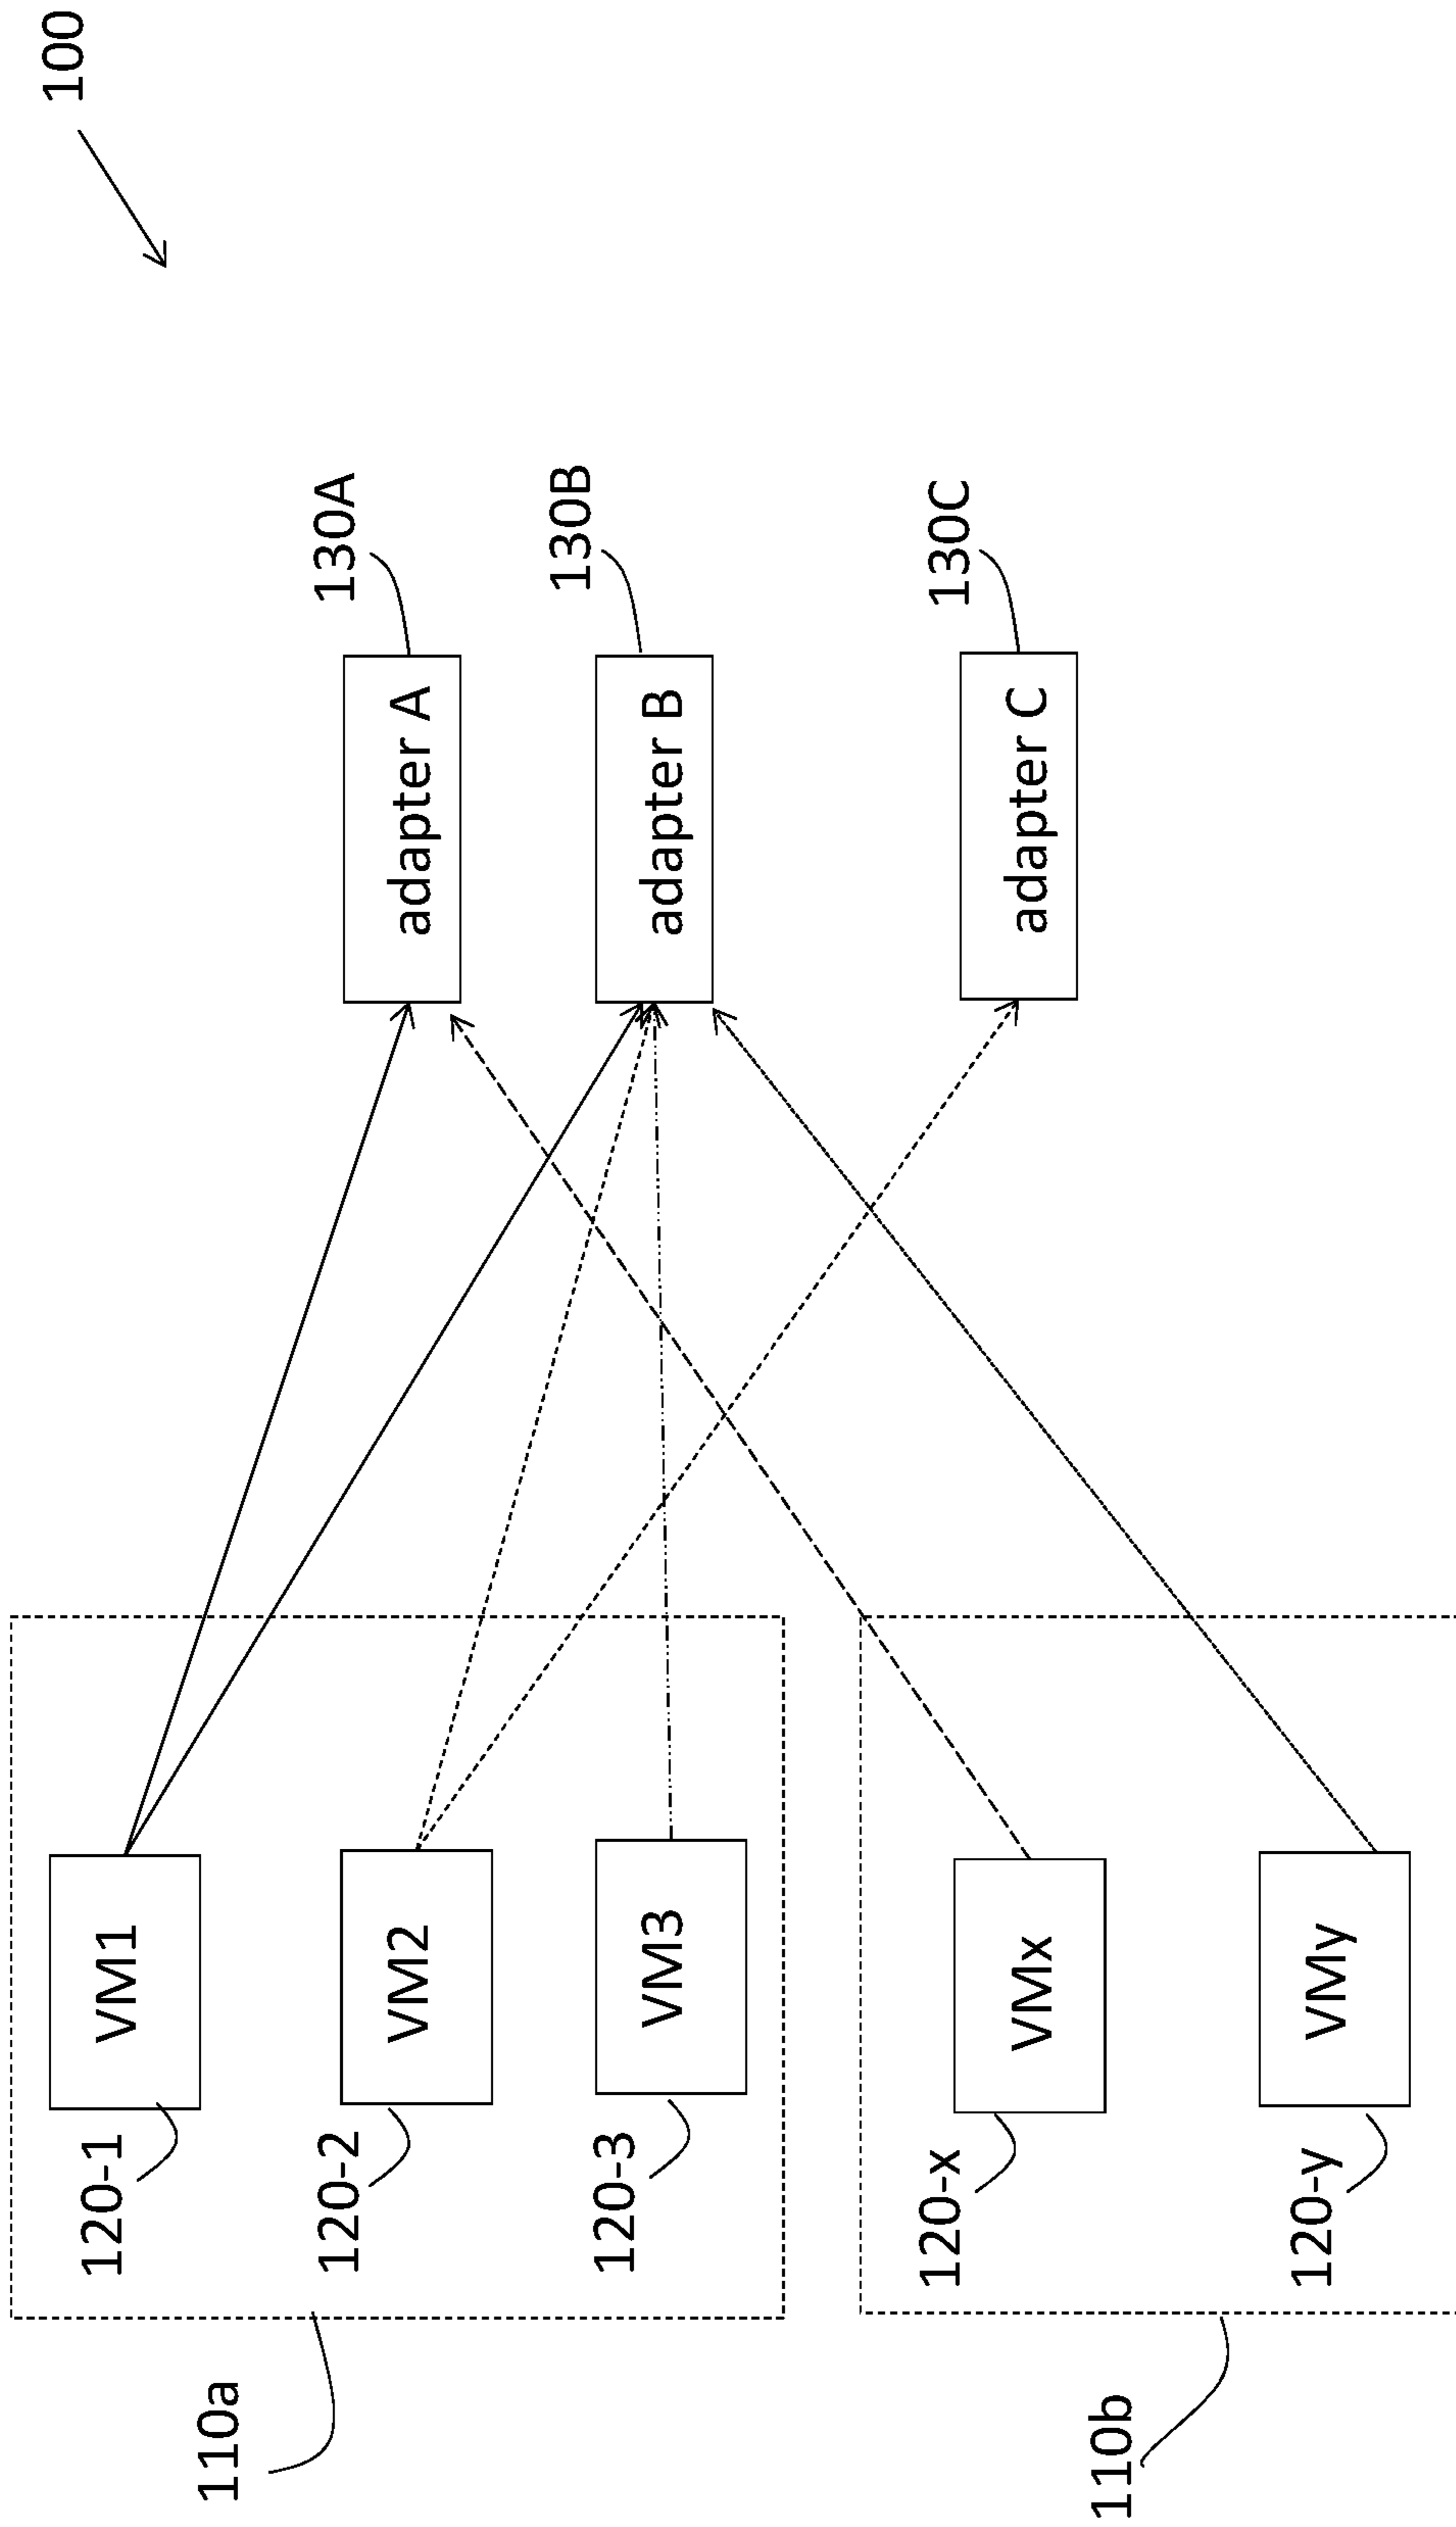 100
110a
120-1
VM1
120-2
VM2
120-3
VM3
adapter A
130A
adapter B
130B
adapter C
130C
110b
120-x
VMx
120-y
VMy